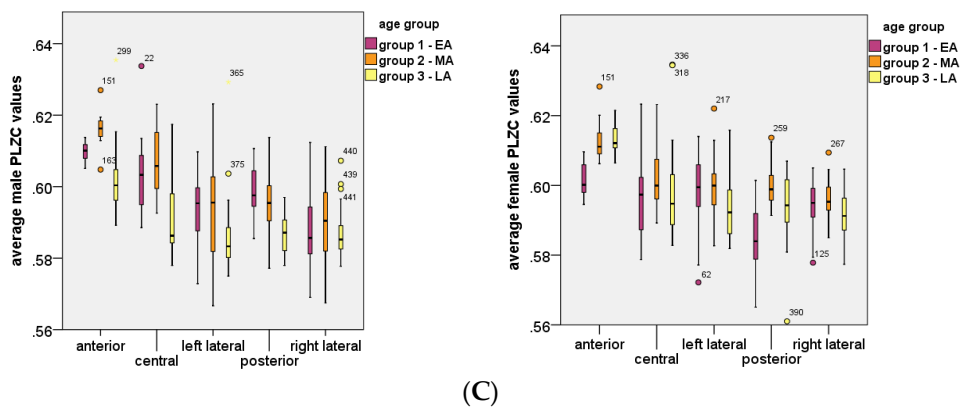 age group
group 1 - EA
group 2 - MA
group 3 - LA
average male PLZC values
.64
.62
.60
.58
.56
299
22
151
163
365
375
440
439
441
anterior
central
left lateral
posterior
right lateral
age group
group 1 - EA
group 2 - MA
group 3 - LA
average female PLZC values
.64
.62
.60
.58
.56
151
336
318
217
62
259
390
267
125
anterior
central
left lateral
posterior
right lateral
(C)